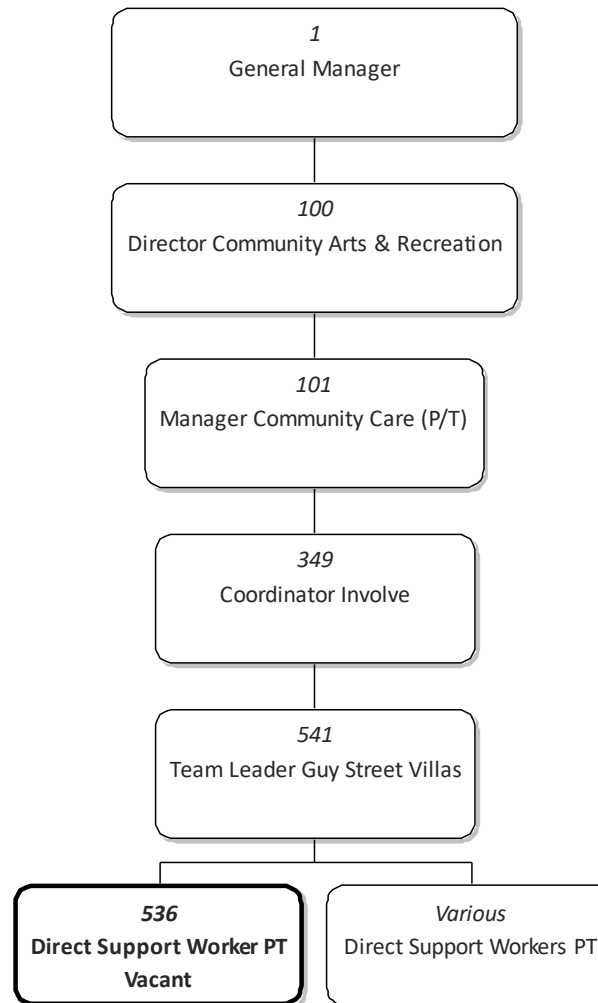 1
General Manager
100
Director Community Arts & Recreation
101
Manager Community Care (P/T)
349
Coordinator Involve
541
Team Leader Guy Street Villas
536
Direct Support Worker PT
Vacant
Various
Direct Support Workers PT